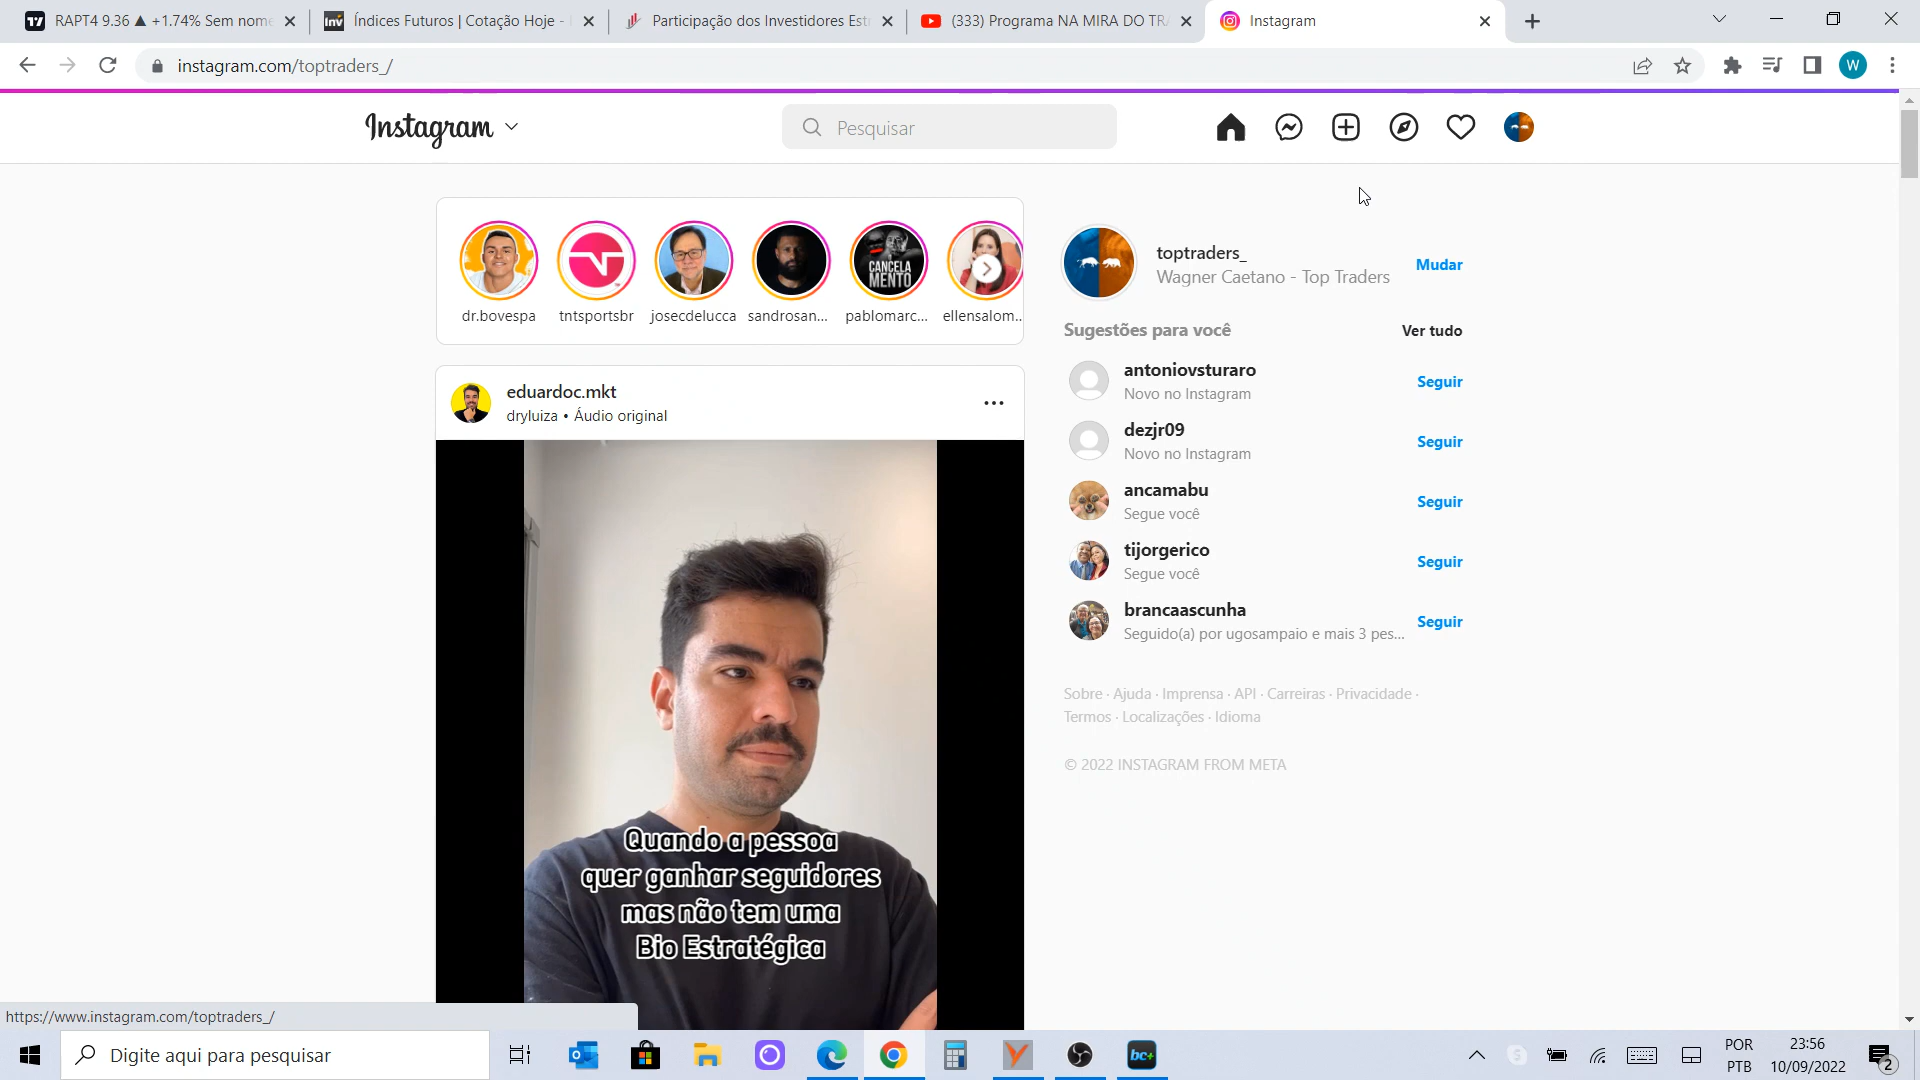 RAPT4 9.36 ▲ +1.74% Sem nome
Índices Futuros | Cotação Hoje -
Participação dos Investidores Est
(333) Programa NA MIRA DO TRA
Instagram
instagram.com/toptraders_/
W
Instagram
Pesquisar
CANCELA
MENTO
dr.bovespa
tntsportsbr
josecdelucca
sandrosan...
pablomarc...
ellensalom...
toptraders_
Wagner Caetano - Top Traders
Mudar
Sugestões para você
Ver tudo
antoniovsturaro
Novo no Instagram
Seguir
dezjr09
Novo no Instagram
Seguir
ancamabu
Segue você
Seguir
tijorgerico
Segue você
Seguir
brancaascunha
Seguido(a) por ugosampaio e mais 3 pes...
Seguir
Sobre · Ajuda · Imprensa · API · Carreiras · Privacidade ·
Termos · Localizações · Idioma
© 2022 INSTAGRAM FROM META
eduardoc.mkt
dryluiza • Áudio original
Quando a pessoa
quer ganhar seguidores
mas não tem uma
Bio Estratégica
https://www.instagram.com/toptraders_/
Digite aqui para pesquisar
bc+
POR
PTB
23:56
10/09/2022
2